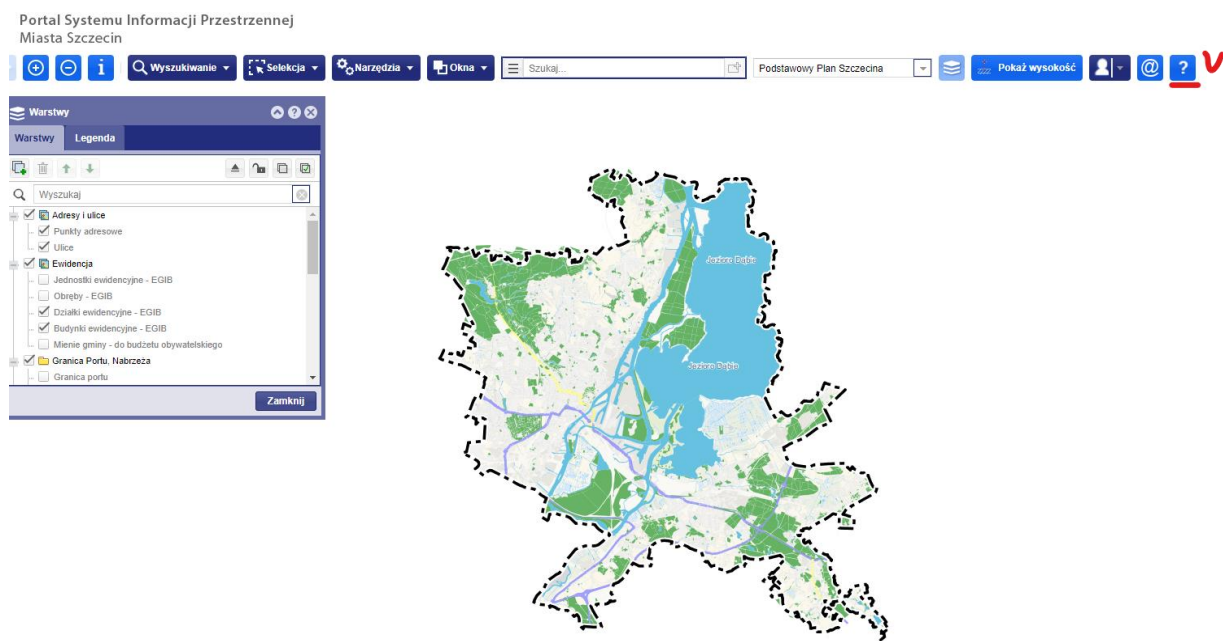 Portal Systemu Informacji Przestrzennej
Miasta Szczecin
i Wyszukiwanie Selekcja Narzędzia Okna Szukaj... Podstawowy Plan Szczecina Pokaż wysokość @ ? V
Warstwy ?
Warstwy Legenda
Wyszukaj
Adresy i ulice
Punkty adresowe
Ulice
Ewidencja
Jednostki ewidencyjne - EGIB
Obręby - EGIB
Działki ewidencyjne - EGIB
Budynki ewidencyjne - EGIB
Mienie gminy - do budżetu obywatelskiego
Granica Portu, Nabrzeża
Granica portu
Zamknij
Jezioro Dąbie
Jezioro Dąbie